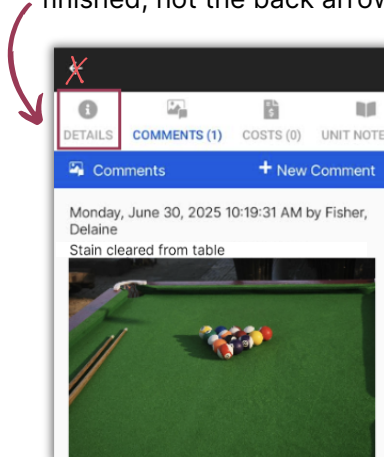 finished, not the back arrow
DETAILS
COMMENTS (1)
COSTS (0)
UNIT NOTE
Comments
+ New Comment
Monday, June 30, 2025 10:19:31 AM by Fisher,
Delaine
Stain cleared from table